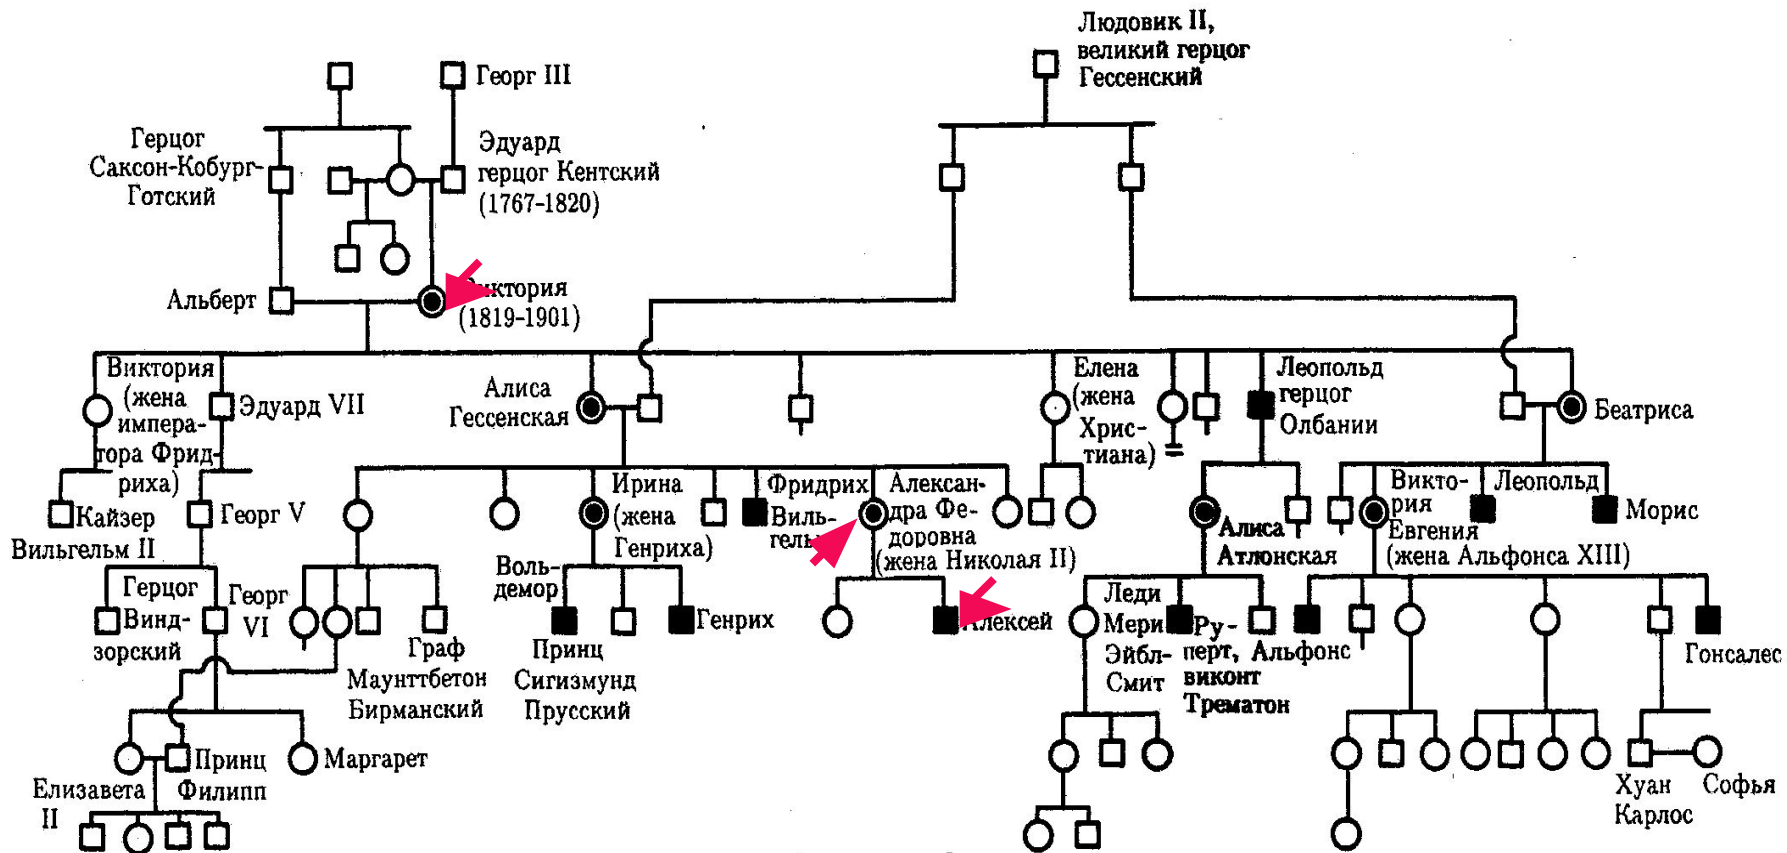 Людовик II,
великий герцог
Гессенский
Георг III
Герцог
Саксон-Кобург-
Готский
Эдуард
герцог Кентский
(1767-1820)
Альберт
Виктория
(1819-1901)
Виктория
(жена
импера-
тора Фрид-
риха)
Эдуард VII
Алиса
Гессенская
Елена
(жена
Хрис-
тиана)
Леопольд
герцог
Олбании
Беатриса
Кайзер
Вильгельм II
Георг V
Ирина
(жена
Генриха)
Фридрих
Виль-
гельм
Алексан-
дра Фе-
доровна
(жена Николая II)
Алиса
Атлонская
Викто-
рия
Евгения
(жена Альфонса XIII)
Леопольд
Морис
Герцог
Винд-
зорский
Георг
VI
Граф
Маунттбетон
Бирманский
Воль-
демор
Принц
Сигизмунд
Прусский
Генрих
Алексей
Леди
Мери
Эйбл-
Смит
Ру-
перт,
виконт
Трематон
Альфонс
Гонсалес
Елизавета
II
Принц
Филипп
Маргарет
Хуан
Карлос
Софья